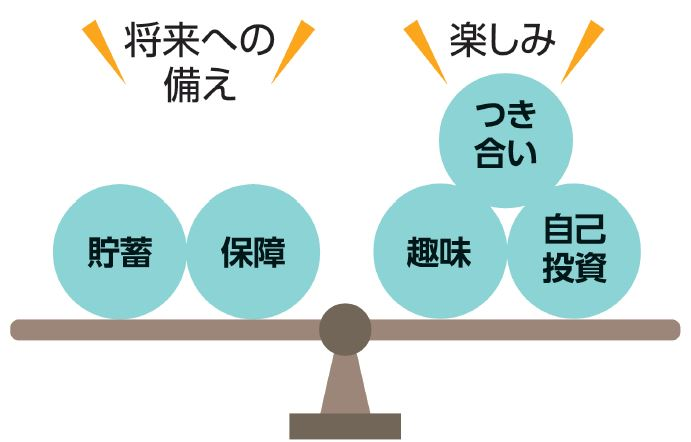 将来への
備え
楽しみ
つき
合い
貯蓄
保障
趣味
自己
投資